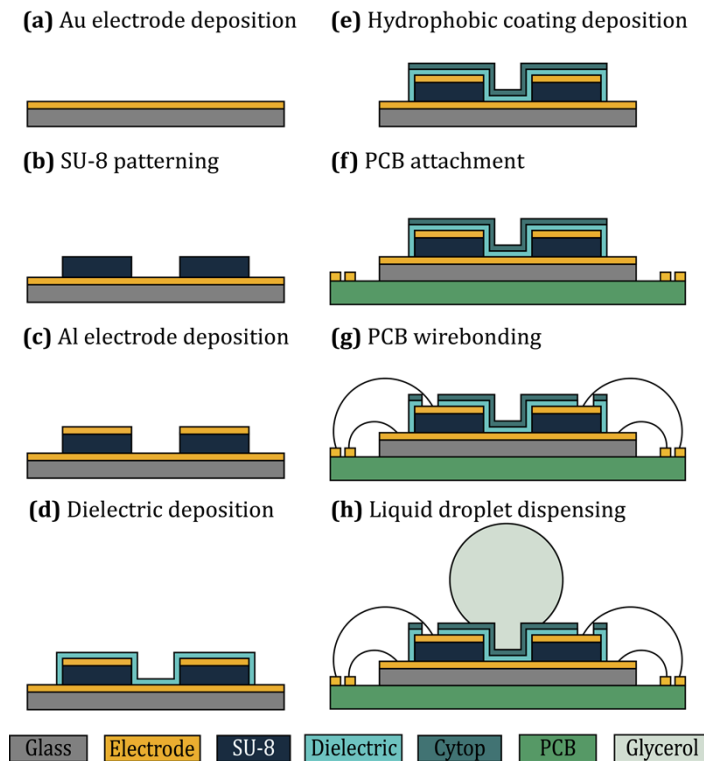 (a) Au electrode deposition
(b) SU-8 patterning
(c) Al electrode deposition
(d) Dielectric deposition
(e) Hydrophobic coating deposition
(f) PCB attachment
(g) PCB wirebonding
(h) Liquid droplet dispensing
Glass Electrode SU-8 Dielectric Cytop PCB Glycerol